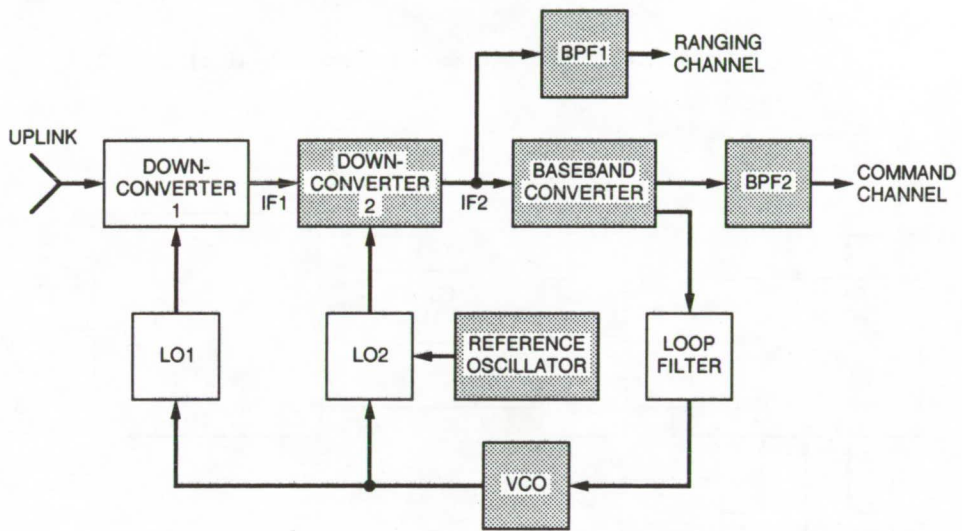 BPF1
RANGING
CHANNEL
UPLINK
DOWN-
CONVERTER
1
IF1
DOWN-
CONVERTER
2
IF2
BASEBAND
CONVERTER
BPF2
COMMAND
CHANNEL
LO1
LO2
REFERENCE
OSCILLATOR
LOOP
FILTER
VCO